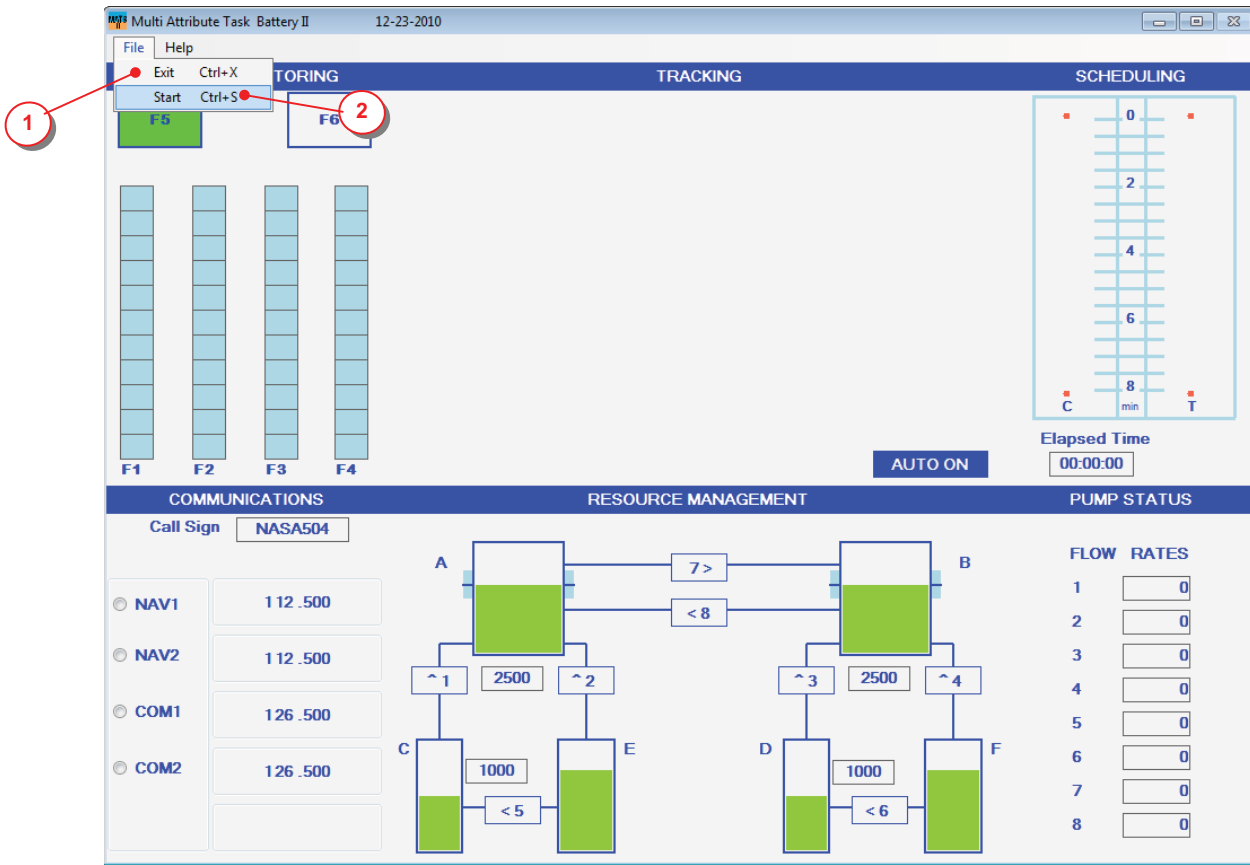 MATB Multi Attribute Task Battery II 12-23-2010
File Help
Exit Ctrl+X
Start Ctrl+S
1
2
TORING TRACKING SCHEDULING
F5 F6
0
2
4
6
8
C min T
F1 F2 F3 F4
AUTO ON
Elapsed Time
00:00:00
COMMUNICATIONS RESOURCE MANAGEMENT PUMP STATUS
Call Sign NASA504
NAV1 112.500
NAV2 112.500
COM1 126.500
COM2 126.500
A 7 > B
< 8
^ 1 2500 ^ 2 ^ 3 2500 ^ 4
C E D F
1000 1000
< 5 < 6
FLOW RATES
1 0
2 0
3 0
4 0
5 0
6 0
7 0
8 0